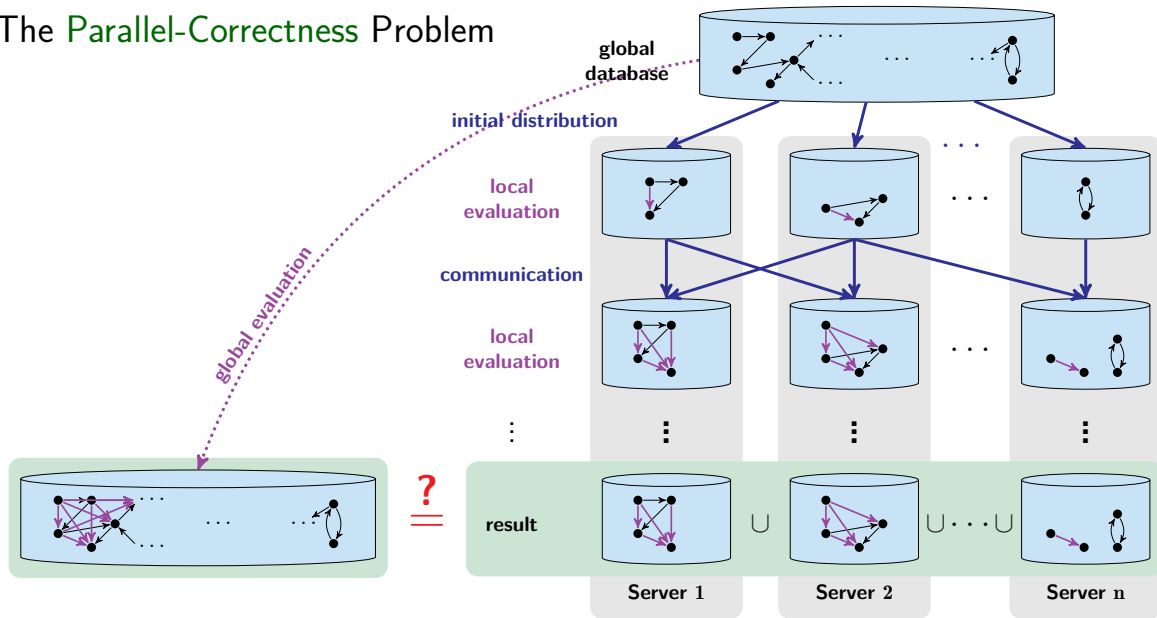 The Parallel-Correctness Problem
global
database
· · ·
· · ·
· · ·
· · ·
initial distribution
· · ·
local
evaluation
· · ·
communication
global evaluation
local
evaluation
· · ·
⋮
⋮
⋮
⋮
· · ·
· · ·
· · ·
· · ·
?
=
result
∪
∪ · · · ∪
Server 1
Server 2
Server n